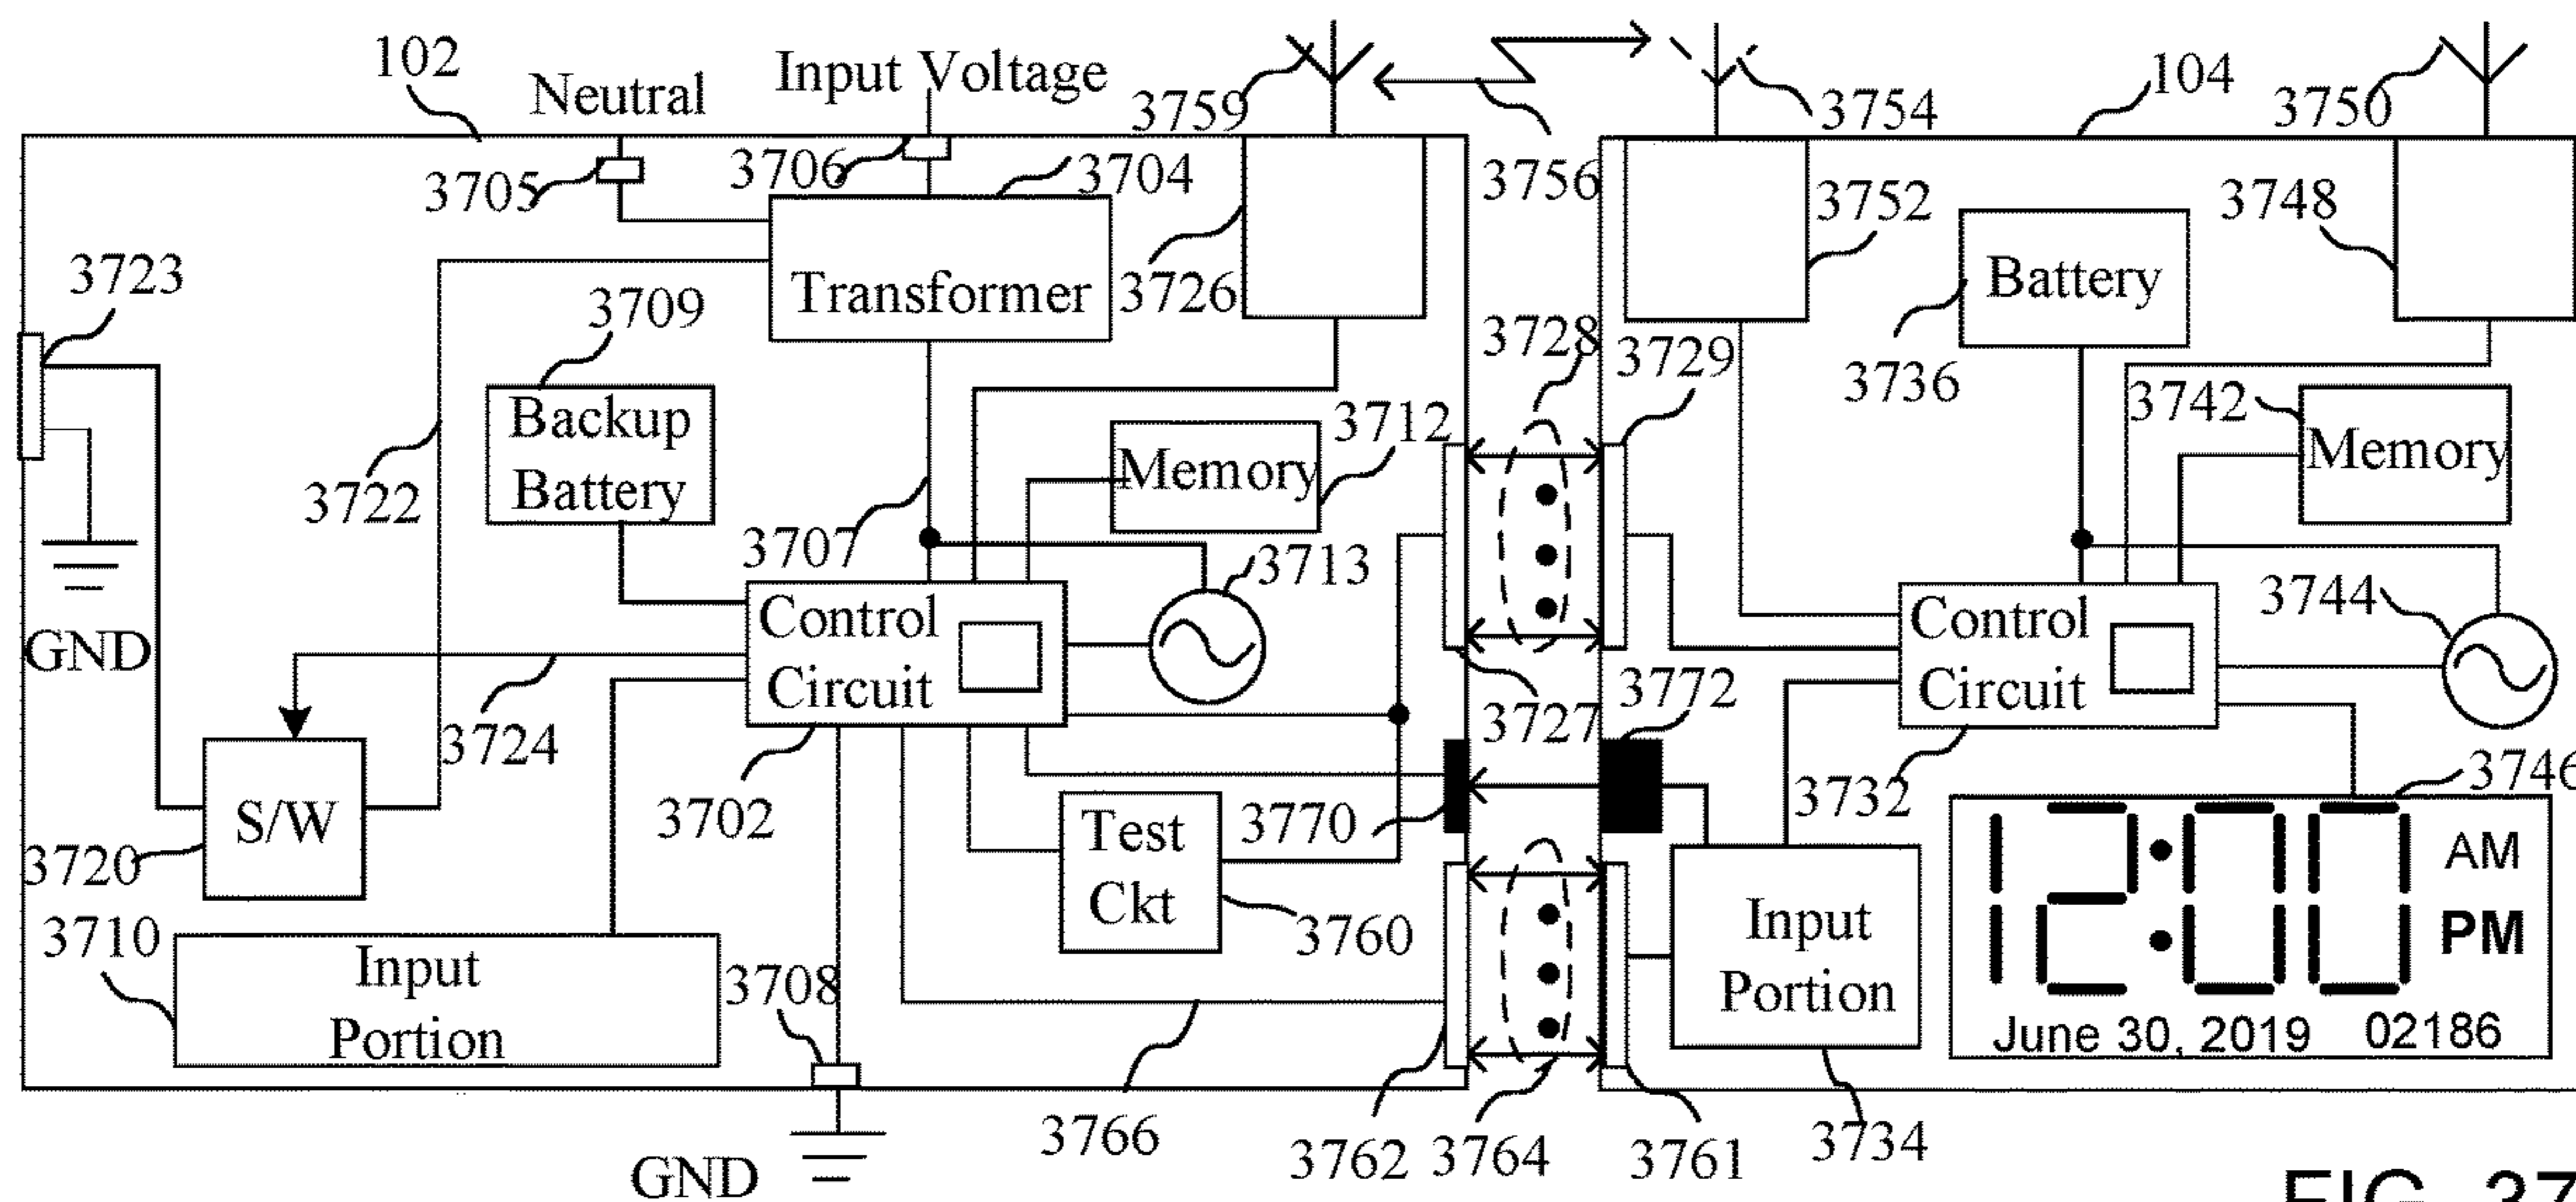 102
Neutral
Input Voltage
3759
3754
104
3750
3705
3706
3704
3756
3752
3748
3723
3709
Transformer
3726
3728
3729
Battery
3736
3742
Backup
Battery
3712
Memory
Memory
3722
3707
3713
3744
GND
Control
Circuit
3727
3772
Control
Circuit
3724
3702
3770
3732
3746
S/W
3720
Test
Ckt
3760
3710
Input
Portion
3708
Input
Portion
12:00
AM
PM
June 30, 2019 02186
3766
3762
3764
3761
3734
GND
FIG. 37